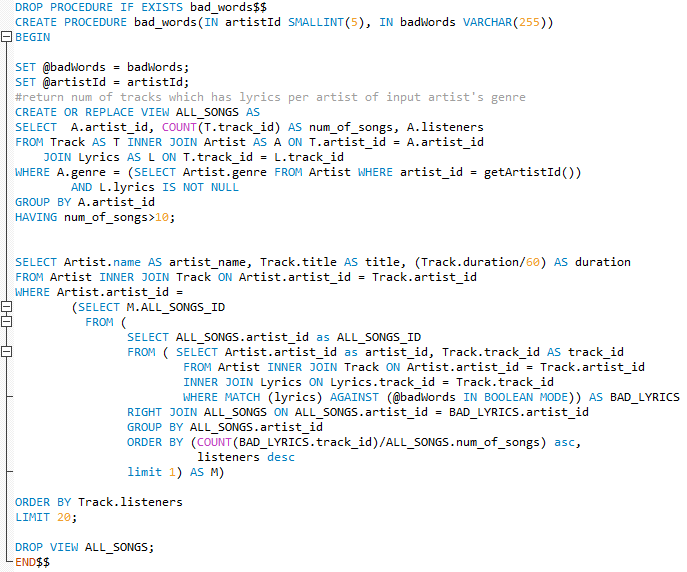 DROP PROCEDURE IF EXISTS bad_words$$
CREATE PROCEDURE bad_words(IN artistId SMALLINT(5), IN badWords VARCHAR(255))
BEGIN
SET @badWords = badWords;
SET @artistId = artistId;
#return num of tracks which has lyrics per artist of input artist's genre
CREATE OR REPLACE VIEW ALL_SONGS AS
SELECT  A.artist_id, COUNT(T.track_id) AS num_of_songs, A.listeners
FROM Track AS T INNER JOIN Artist AS A ON T.artist_id = A.artist_id
    JOIN Lyrics AS L ON T.track_id = L.track_id
WHERE A.genre = (SELECT Artist.genre FROM Artist WHERE artist_id = getArtistId())
        AND L.lyrics IS NOT NULL
GROUP BY A.artist_id
HAVING num_of_songs>10;
SELECT Artist.name AS artist_name, Track.title AS title, (Track.duration/60) AS duration
FROM Artist INNER JOIN Track ON Artist.artist_id = Track.artist_id
WHERE Artist.artist_id =
        (SELECT M.ALL_SONGS_ID
          FROM (
                SELECT ALL_SONGS.artist_id as ALL_SONGS_ID
                FROM ( SELECT Artist.artist_id as artist_id, Track.track_id AS track_id
                        FROM Artist INNER JOIN Track ON Artist.artist_id = Track.artist_id
                        INNER JOIN Lyrics ON Lyrics.track_id = Track.track_id
                        WHERE MATCH (lyrics) AGAINST (@badWords IN BOOLEAN MODE)) AS BAD_LYRICS
                RIGHT JOIN ALL_SONGS ON ALL_SONGS.artist_id = BAD_LYRICS.artist_id
                GROUP BY ALL_SONGS.artist_id
                ORDER BY (COUNT(BAD_LYRICS.track_id)/ALL_SONGS.num_of_songs) asc,
                          listeners desc
                limit 1) AS M)
ORDER BY Track.listeners
LIMIT 20;
DROP VIEW ALL_SONGS;
END$$